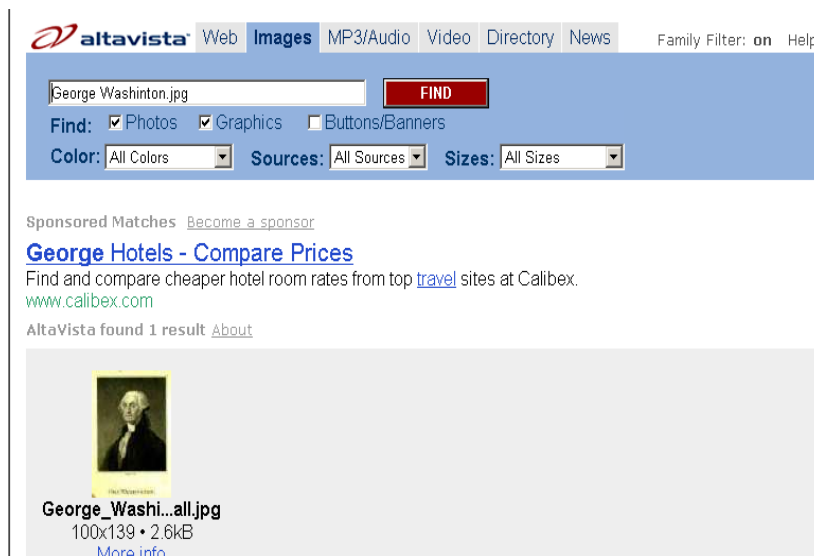 altavista Web Images MP3/Audio Video Directory News Family Filter: on Help
George Washinton.jpg FIND
Find: Photos Graphics Buttons/Banners
Color: All Colors Sources: All Sources Sizes: All Sizes
Sponsored Matches Become a sponsor
George Hotels - Compare Prices
Find and compare cheaper hotel room rates from top travel sites at Calibex.
www.calibex.com
AltaVista found 1 result About
George_Washi...all.jpg
100x139 • 2.6kB
More info